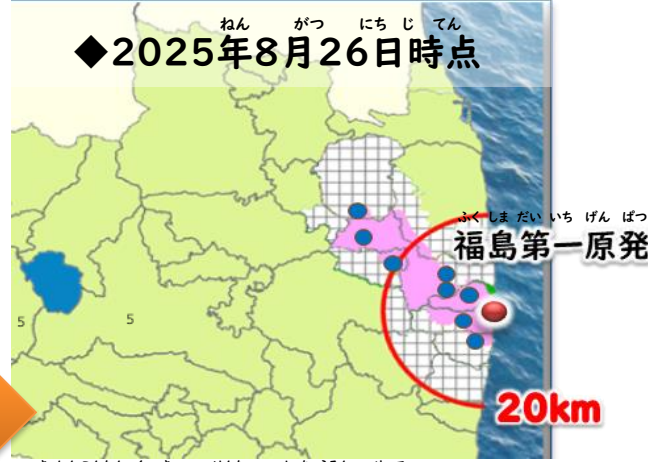 ねん がつ にち じ てん
◆2025年8月26日時点
ふく しま だい いち げん ぱつ
福島第一原発
5
5
20km